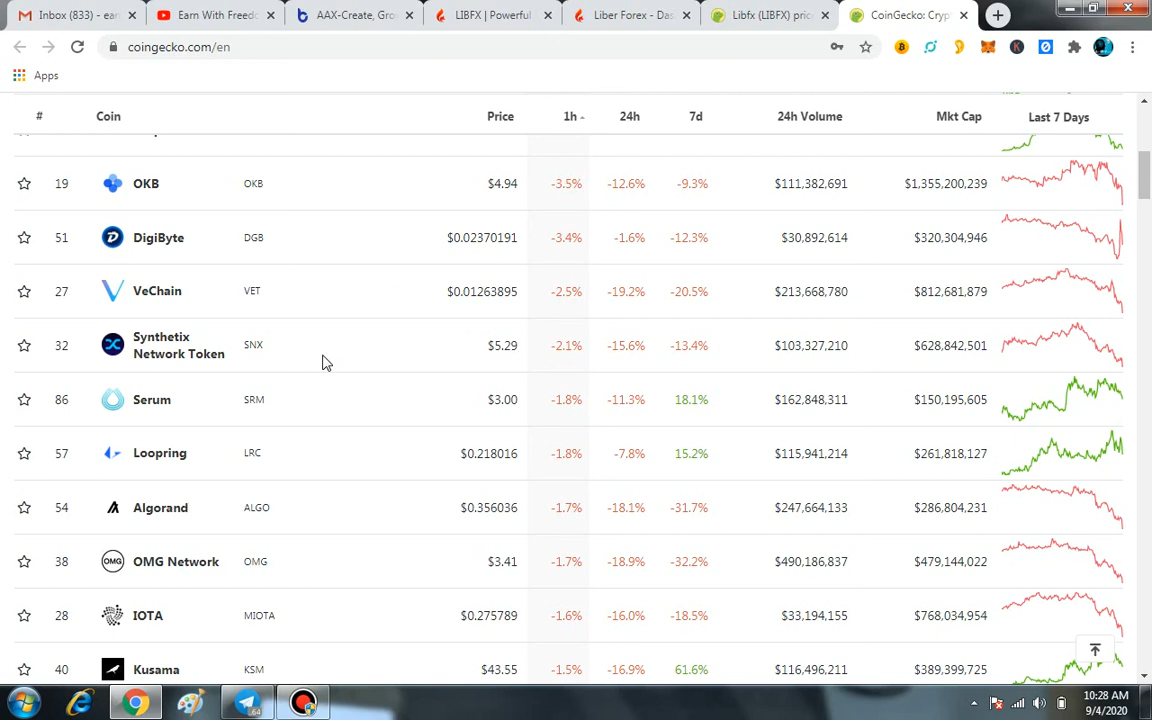 Inbox (833) - ear
Earn With Freedo
AAX-Create, Gro
LIBFX | Powerful
Liber Forex - Das
Libfx (LIBFX) pric
CoinGecko: Cryp
coingecko.com/en
Apps
# Coin Price 1h 24h 7d 24h Volume Mkt Cap Last 7 Days
19 OKB OKB $4.94 -3.5% -12.6% -9.3% $111,382,691 $1,355,200,239
51 DigiByte DGB $0.02370191 -3.4% -1.6% -12.3% $30,892,614 $320,304,946
27 VeChain VET $0.01263895 -2.5% -19.2% -20.5% $213,668,780 $812,681,879
32 Synthetix Network Token SNX $5.29 -2.1% -15.6% -13.4% $103,327,210 $628,842,501
86 Serum SRM $3.00 -1.8% -11.3% 18.1% $162,848,311 $150,195,605
57 Loopring LRC $0.218016 -1.8% -7.8% 15.2% $115,941,214 $261,818,127
54 Algorand ALGO $0.356036 -1.7% -18.1% -31.7% $247,664,133 $286,804,231
38 OMG OMG Network OMG $3.41 -1.7% -18.9% -32.2% $490,186,837 $479,144,022
28 IOTA MIOTA $0.275789 -1.6% -16.0% -18.5% $33,194,155 $768,034,954
40 Kusama KSM $43.55 -1.5% -16.9% 61.6% $116,496,211 $389,399,725
64
10:28 AM
9/4/2020